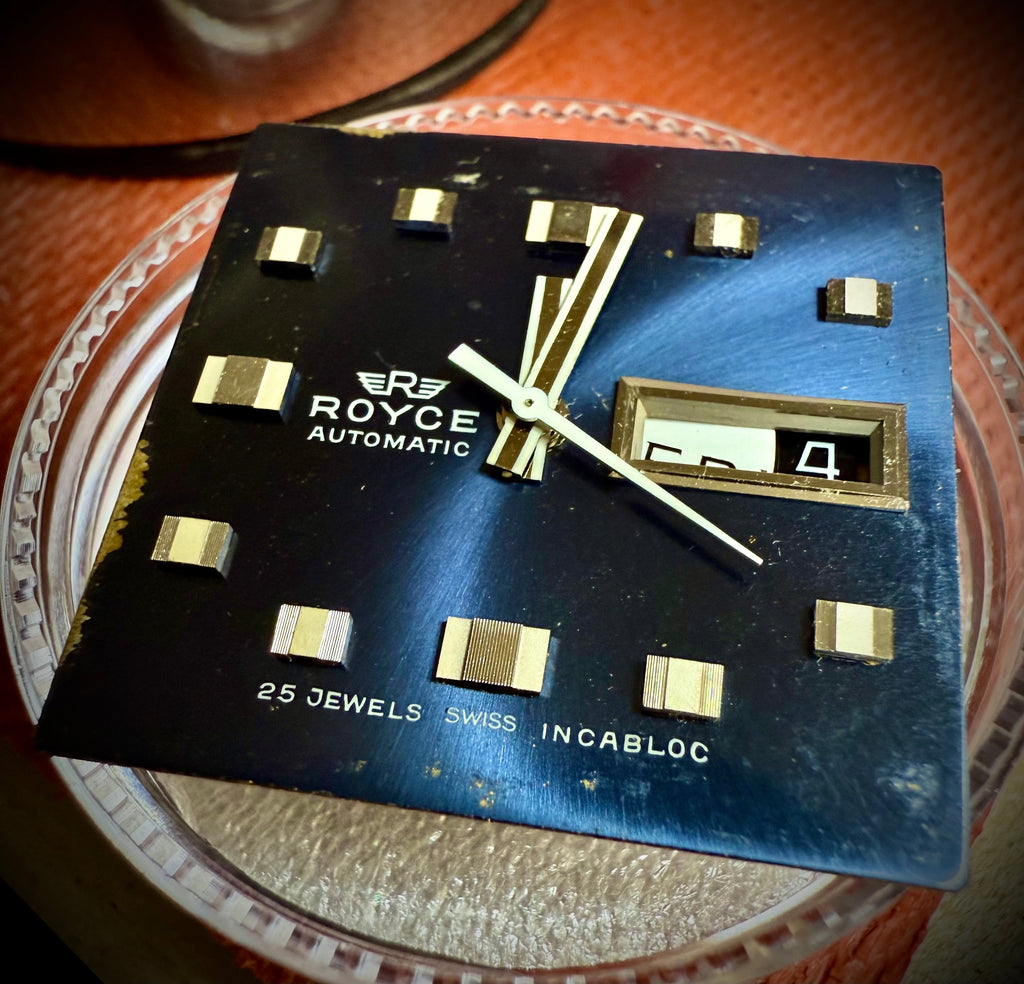 R
ROYCE
AUTOMATIC
4
25 JEWELS SWISS INCABLOC